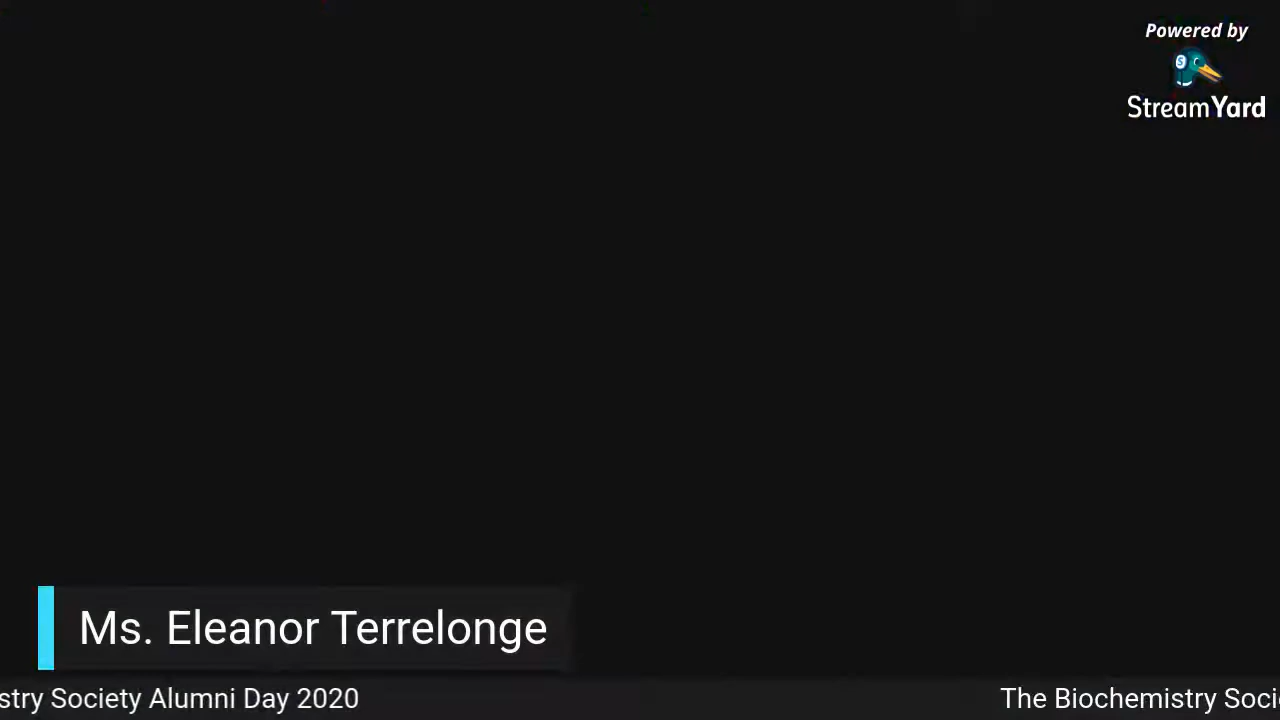 Powered by
S
StreamYard
Ms. Eleanor Terrelonge
stry Society Alumni Day 2020 The Biochemistry Soci